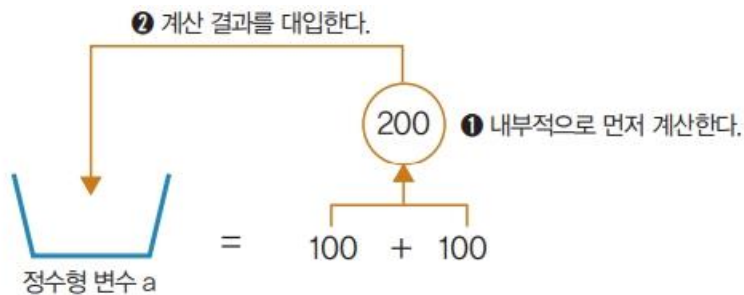 ❷ 계산 결과를 대입한다.
200 ❶ 내부적으로 먼저 계산한다.
= 100 + 100
정수형 변수 a